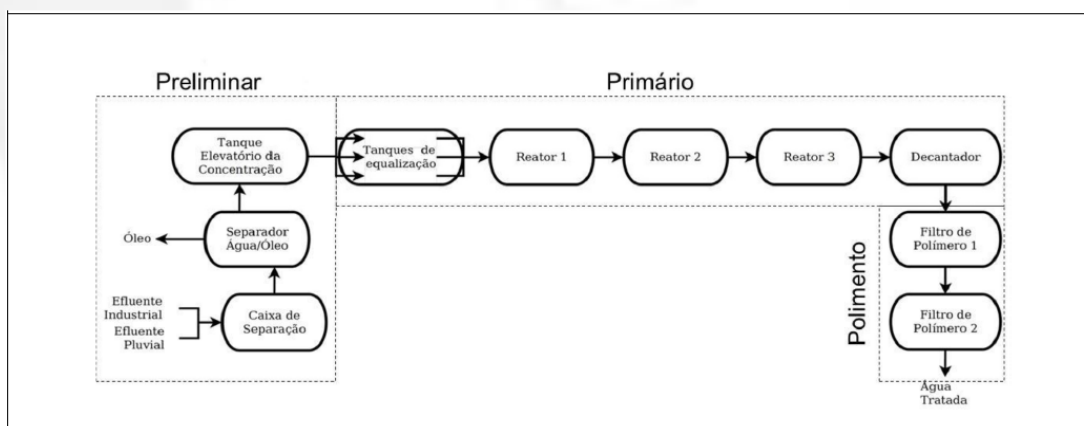 Preliminar
Primário
Tanque
Elevatório da
Concentração
Tanques de
equalização
Reator 1
Reator 2
Reator 3
Decantador
Óleo
Separador
Água/Óleo
Filtro de
Polímero 1
Efluente
Industrial
Efluente
Pluvial
Caixa de
Separação
Polimento
Filtro de
Polímero 2
Água
Tratada